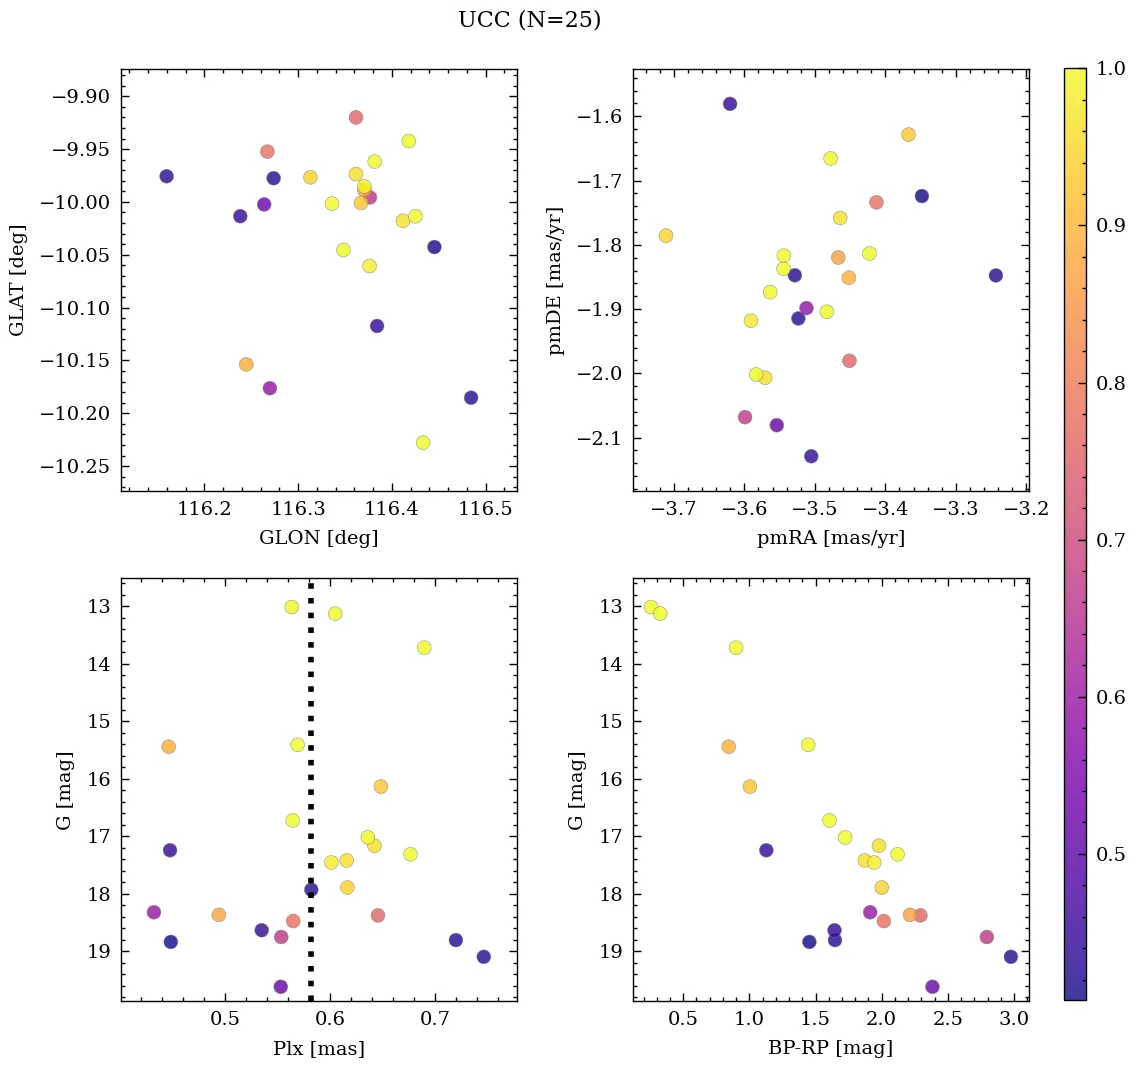 UCC (N=25)
−9.90
−9.95
−10.00
−10.05
−10.10
−10.15
−10.20
−10.25
GLAT [deg]
116.2 116.3 116.4 116.5
GLON [deg]
−1.6
−1.7
−1.8
−1.9
−2.0
−2.1
pmDE [mas/yr]
−3.7 −3.6 −3.5 −3.4 −3.3 −3.2
pmRA [mas/yr]
13
14
15
16
17
18
19
G [mag]
0.5 0.6 0.7
Plx [mas]
13
14
15
16
17
18
19
G [mag]
0.5 1.0 1.5 2.0 2.5 3.0
BP-RP [mag]
1.0
0.9
0.8
0.7
0.6
0.5